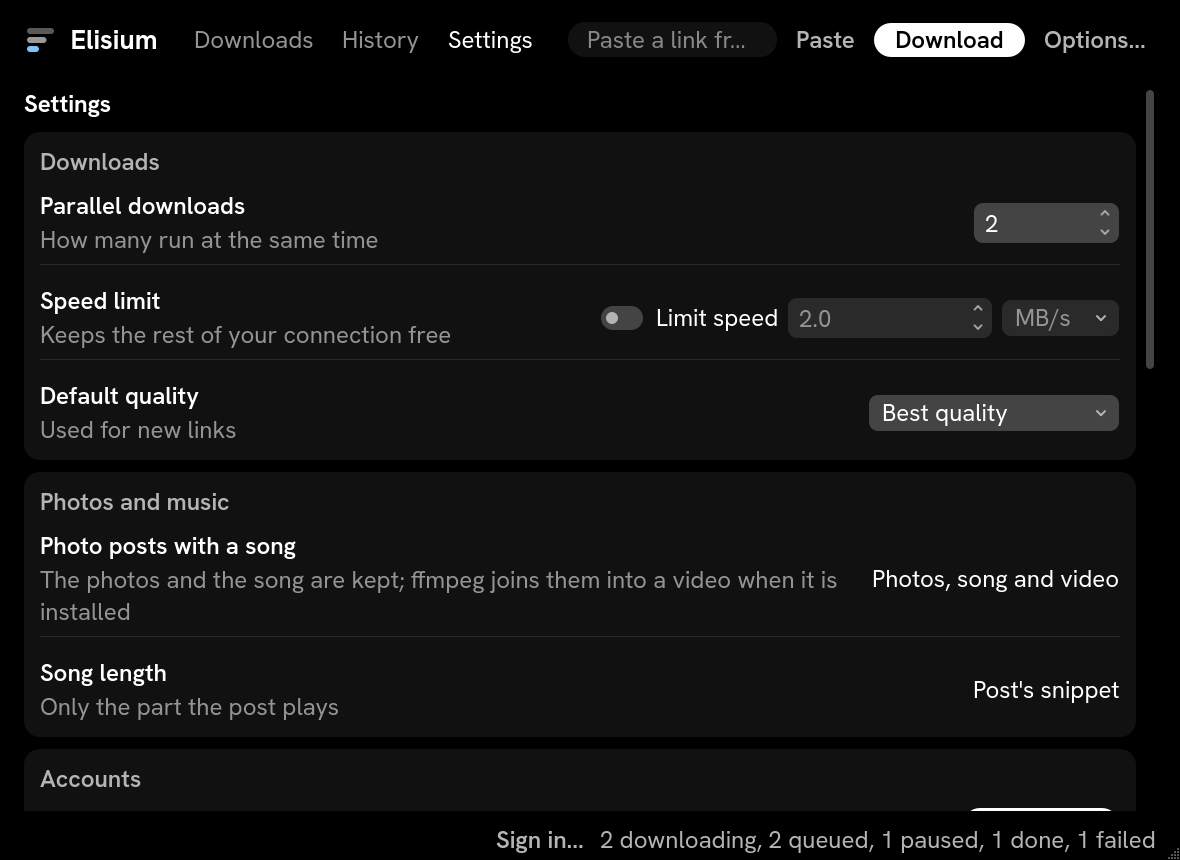 Elisium
Downloads
History
Settings
Paste a link fr...
Paste
Download
Options...
Settings
Downloads
Parallel downloads
How many run at the same time
2
Speed limit
Keeps the rest of your connection free
Limit speed
2.0
MB/s
Default quality
Used for new links
Best quality
Photos and music
Photo posts with a song
The photos and the song are kept; ffmpeg joins them into a video when it is
installed
Photos, song and video
Song length
Only the part the post plays
Post's snippet
Accounts
Sign in...
2 downloading, 2 queued, 1 paused, 1 done, 1 failed